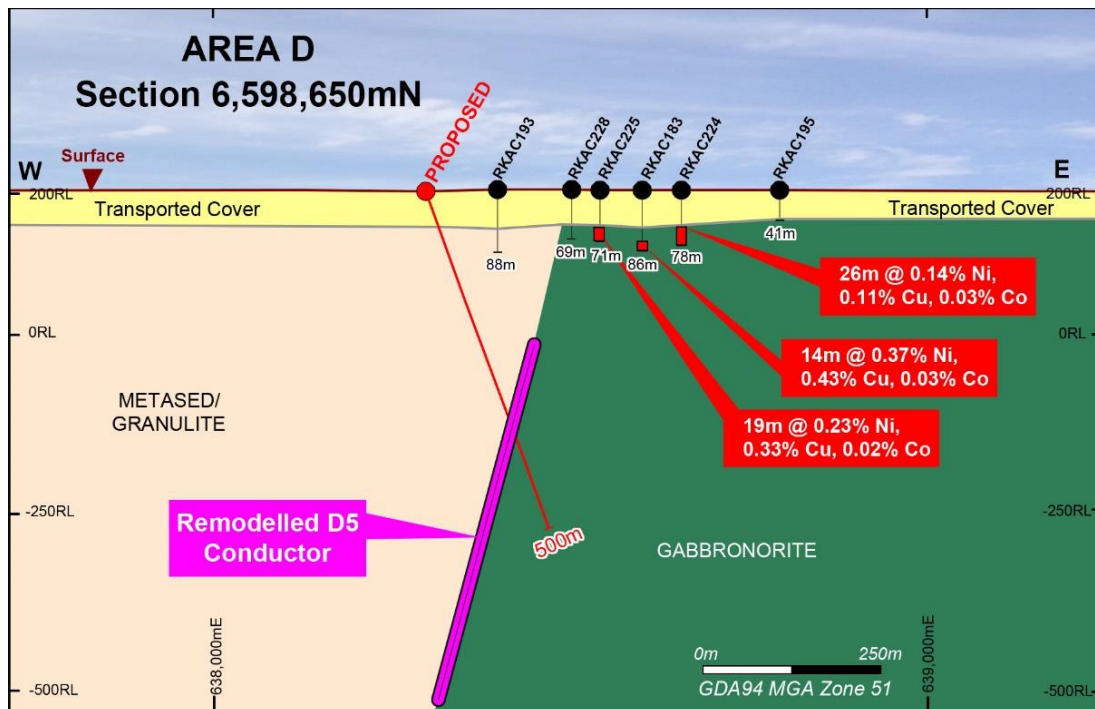 AREA D
Section 6,598,650mN
PROPOSED
RKAC193
RKAC228
RKAC225
RKAC183
RKAC224
RKAC195
W
Surface
E
200RL
200RL
Transported Cover
Transported Cover
88m
69m
71m
86m
78m
41m
26m @ 0.14% Ni,
0.11% Cu, 0.03% Co
0RL
0RL
14m @ 0.37% Ni,
0.43% Cu, 0.03% Co
METASED/
GRANULITE
19m @ 0.23% Ni,
0.33% Cu, 0.02% Co
-250RL
-250RL
Remodelled D5
Conductor
500m
GABBRONORITE
638,000mE
639,000mE
0m
250m
GDA94 MGA Zone 51
-500RL
-500RL